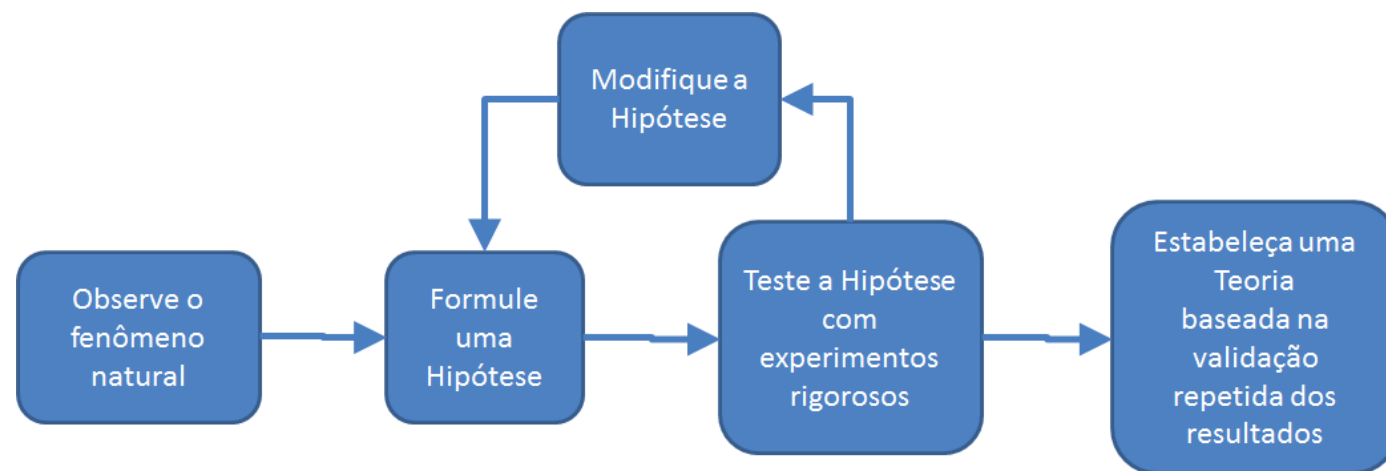 Modifique a
Hipótese
Observe o
fenômeno
natural
Formule
uma
Hipótese
Teste a Hipótese
com
experimentos
rigorosos
Estabeleça uma
Teoria
baseada na
validação
repetida dos
resultados